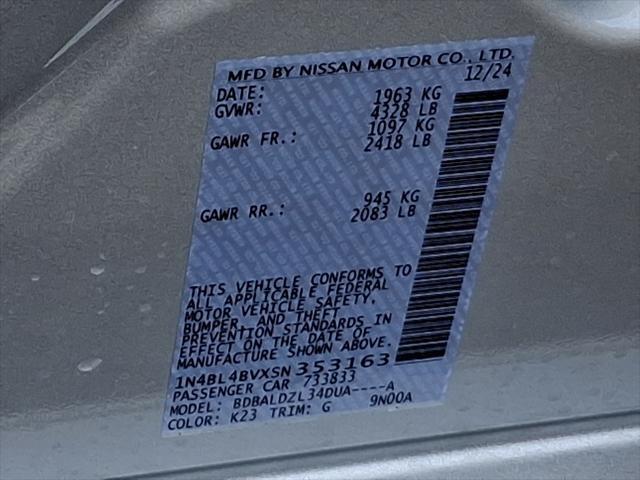 MFD BY NISSAN MOTOR CO., LTD.
DATE: 12/24
GVWR: 1963 KG
4328 LB
GAWR FR.: 1097 KG
2418 LB
GAWR RR.: 945 KG
2083 LB
THIS VEHICLE CONFORMS TO
ALL APPLICABLE FEDERAL
MOTOR VEHICLE SAFETY,
BUMPER, AND THEFT
PREVENTION STANDARDS IN
EFFECT ON THE DATE OF
MANUFACTURE SHOWN ABOVE.
1N4BL4BVXSN353163
PASSENGER CAR 733833
MODEL: BDBALDZL34DUA----A
COLOR: K23 TRIM: G 9N00A